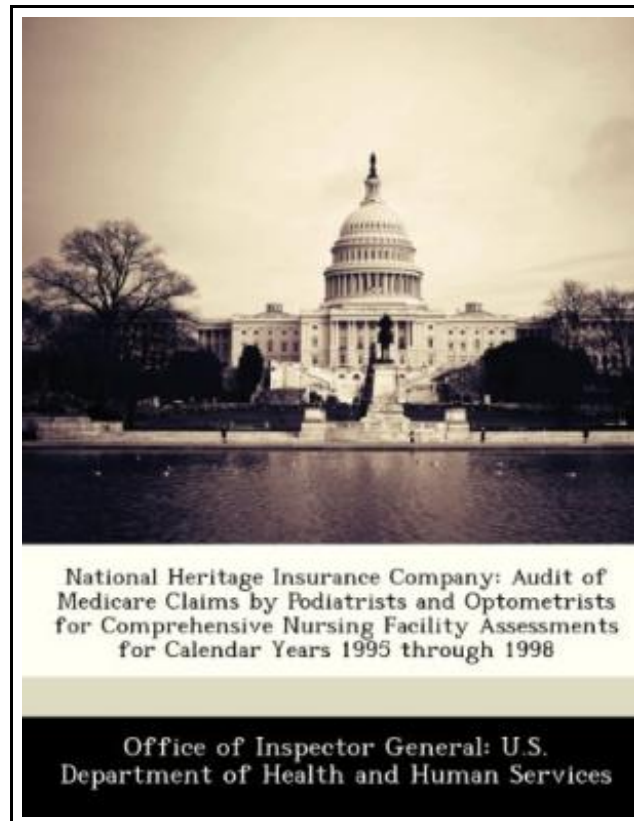 National Heritage Insurance Company: Audit of
Medicare Claims by Podiatrists and Optometrists
for Comprehensive Nursing Facility Assessments
for Calendar Years 1995 through 1998
Office of Inspector General: U.S.
Department of Health and Human Services